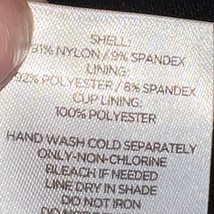 SHELL:
91% NYLON / 9% SPANDEX
LINING:
92% POLYESTER / 8% SPANDEX
CUP LINING:
100% POLYESTER
HAND WASH COLD SEPARATELY
ONLY-NON-CHLORINE
BLEACH IF NEEDED
LINE DRY IN SHADE
DO NOT IRON